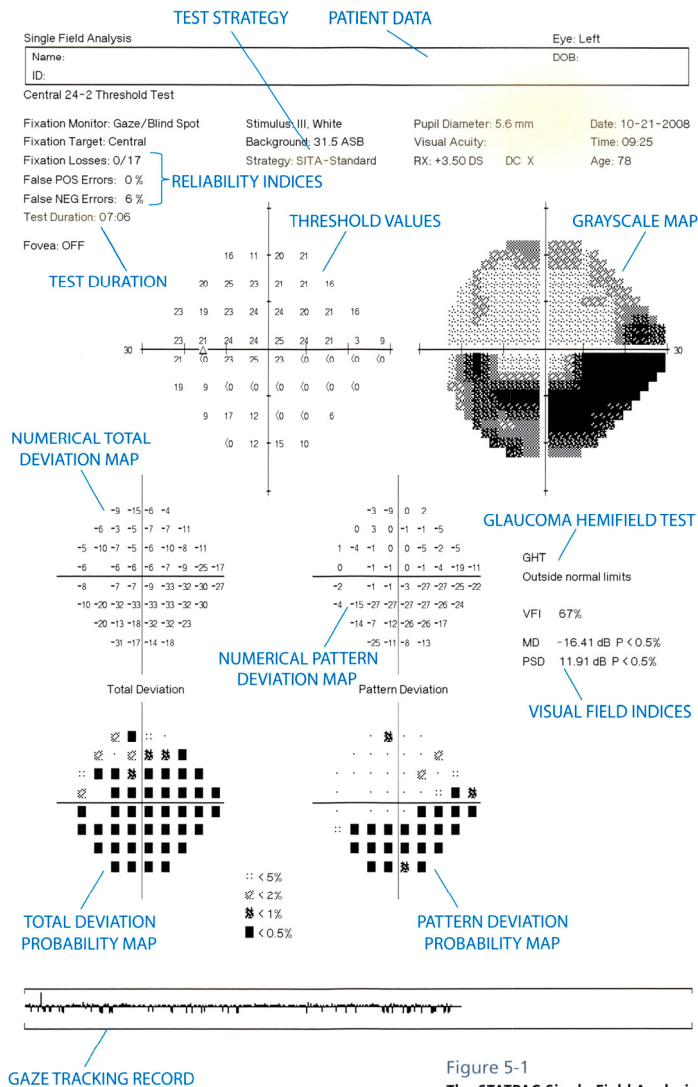 TEST STRATEGY PATIENT DATA
Single Field Analysis Eye: Left
Name: DOB:
ID:
Central 24-2 Threshold Test
Fixation Monitor: Gaze/Blind Spot Stimulus: III, White Pupil Diameter: 5.6 mm Date: 10-21-2008
Fixation Target: Central Background: 31.5 ASB Visual Acuity: Time: 09:25
Fixation Losses: 0/17 Strategy: SITA-Standard RX: +3.50 DS DC X Age: 78
False POS Errors: 0 % RELIABILITY INDICES
False NEG Errors: 6 %
Test Duration: 07:06
THRESHOLD VALUES GRAYSCALE MAP
Fovea: OFF
TEST DURATION
16 11 20 21
20 25 23 21 21 16
23 19 23 24 24 20 21 16
23 21 24 24 25 24 21 3 9
30 30
21 <0 23 25 23 <0 <0 <0 <0
19 9 <0 <0 <0 <0 <0 <0
9 17 12 <0 <0 6
<0 12 15 10
NUMERICAL TOTAL
DEVIATION MAP
-9 -15 -6 -4
-6 -3 -5 -7 -7 -11
-5 -10 -7 -5 -6 -10 -8 -11
-6 -6 -6 -6 -7 -9 -25 -17
-8 -7 -7 -9 -33 -32 -30 -27
-10 -20 -32 -33 -33 -32 -32 -30
-20 -13 -18 -32 -32 -23
-31 -17 -14 -18
-3 -9 0 2
0 3 0 -1 -1 -5
1 -4 -1 0 0 -5 -2 -5
0 -1 0 0 -1 -4 -19 -11
-2 -1 -1 -3 -27 -27 -25 -22
-4 -15 -27 -27 -27 -27 -26 -24
-14 -7 -12 -26 -26 -17
-25 -11 -8 -13
NUMERICAL PATTERN
DEVIATION MAP
GLAUCOMA HEMIFIELD TEST
GHT
Outside normal limits
VFI 67%
MD -16.41 dB P < 0.5%
PSD 11.91 dB P < 0.5%
VISUAL FIELD INDICES
Total Deviation Pattern Deviation
< 5%
< 2%
< 1%
< 0.5%
TOTAL DEVIATION
PROBABILITY MAP
PATTERN DEVIATION
PROBABILITY MAP
GAZE TRACKING RECORD
Figure 5-1